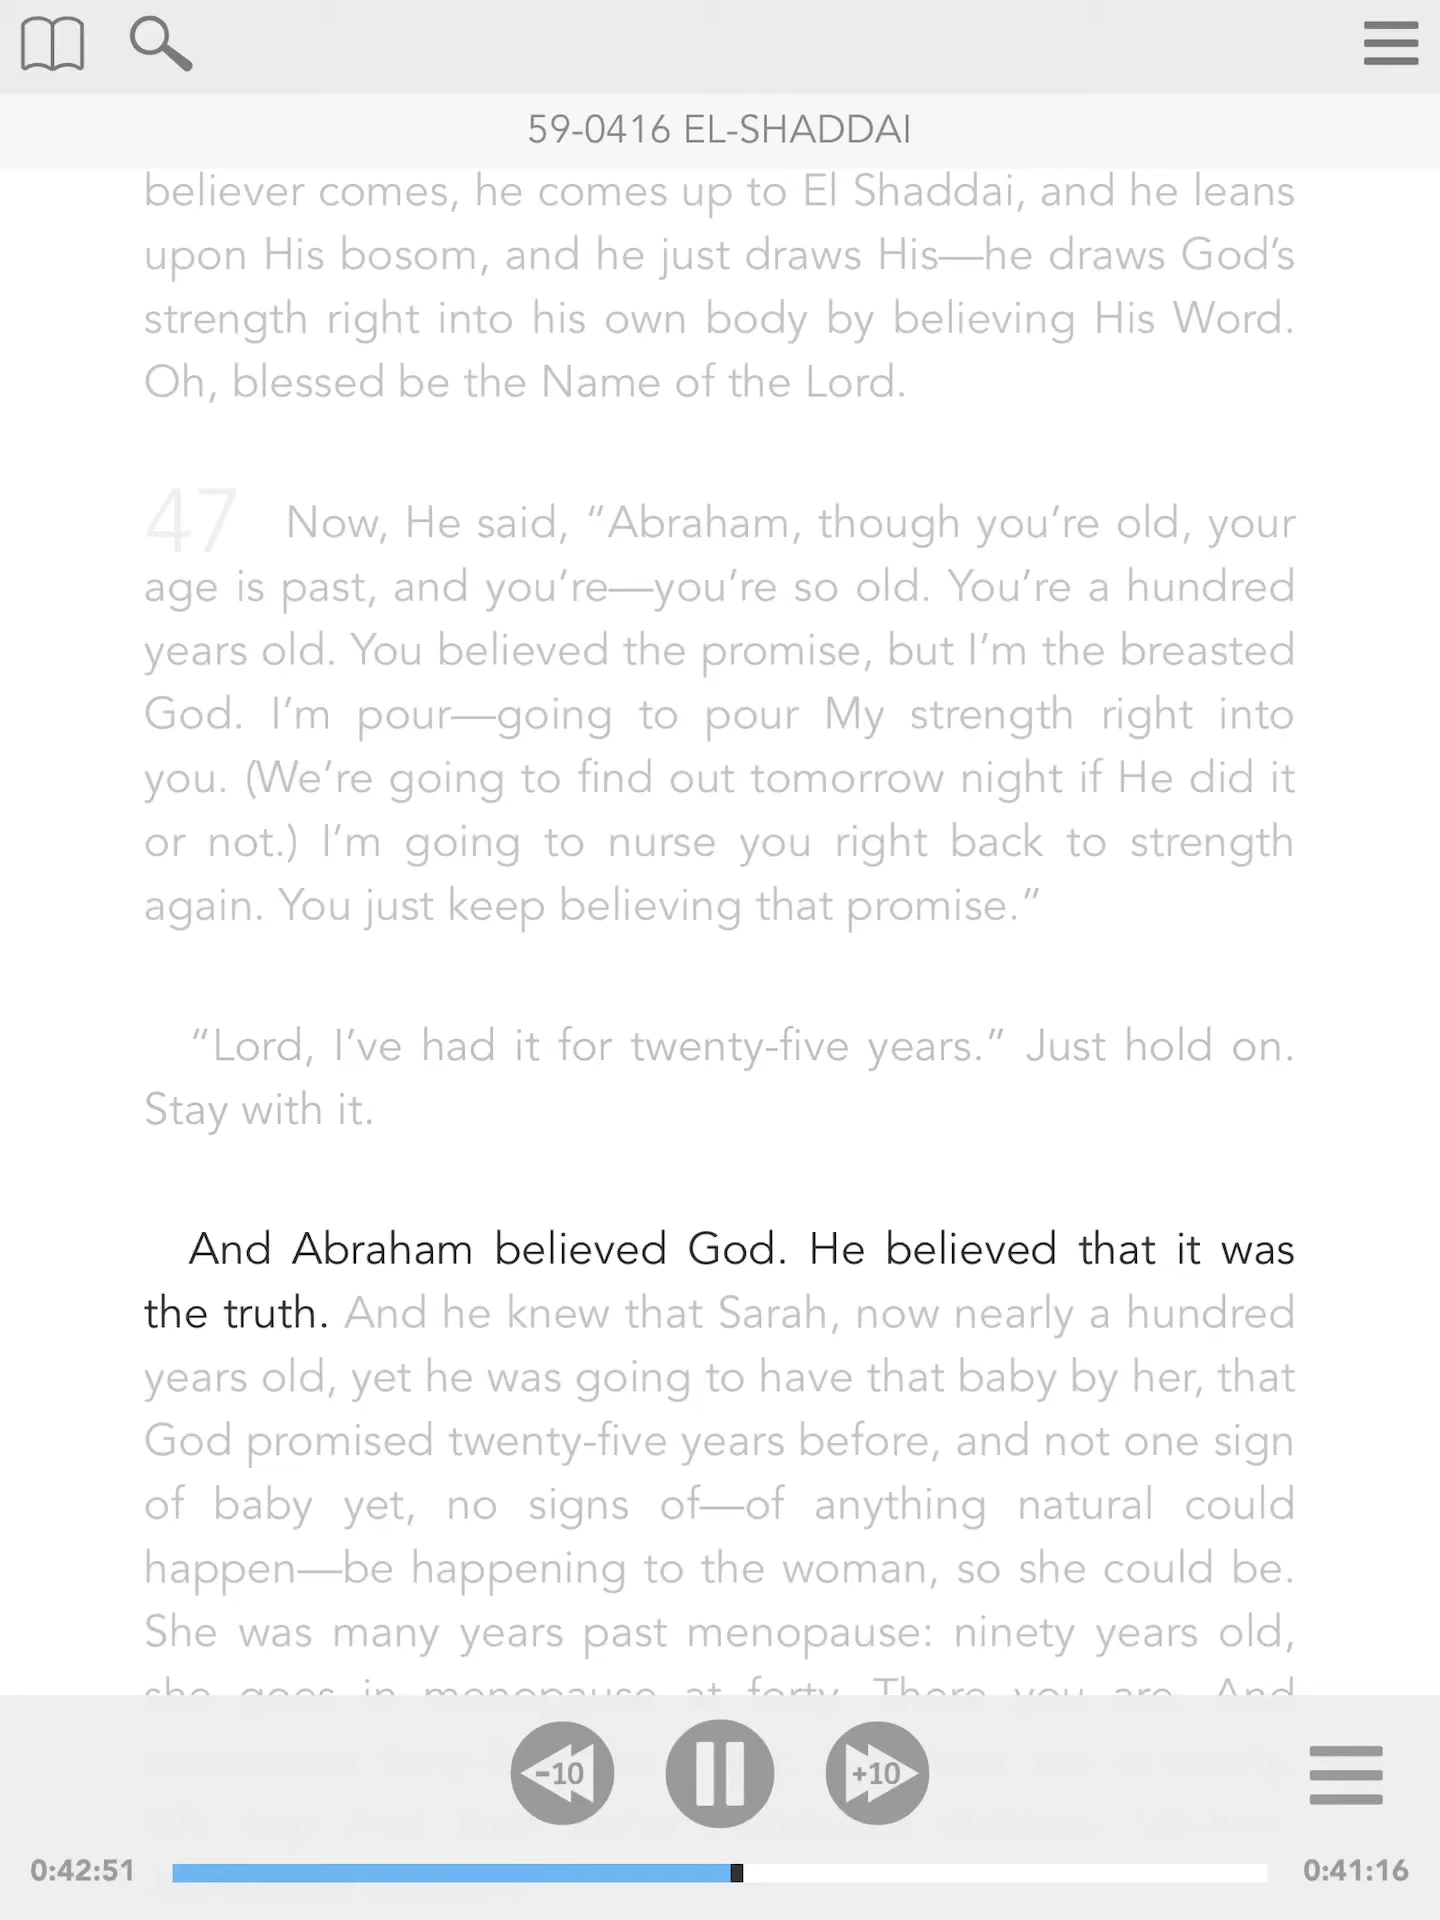 59-0416 EL-SHADDAI
believer comes, he comes up to El Shaddai, and he leans
upon His bosom, and he just draws His—he draws God’s
strength right into his own body by believing His Word.
Oh, blessed be the Name of the Lord.
47 Now, He said, “Abraham, though you’re old, your
age is past, and you’re—you’re so old. You’re a hundred
years old. You believed the promise, but I’m the breasted
God. I’m pour—going to pour My strength right into
you. (We’re going to find out tomorrow night if He did it
or not.) I’m going to nurse you right back to strength
again. You just keep believing that promise.”
“Lord, I’ve had it for twenty-five years.” Just hold on.
Stay with it.
And Abraham believed God. He believed that it was
the truth. And he knew that Sarah, now nearly a hundred
years old, yet he was going to have that baby by her, that
God promised twenty-five years before, and not one sign
of baby yet, no signs of—of anything natural could
happen—be happening to the woman, so she could be.
She was many years past menopause: ninety years old,
she goes in menopause at forty. There you are. And
-10 +10
0:42:51 0:41:16